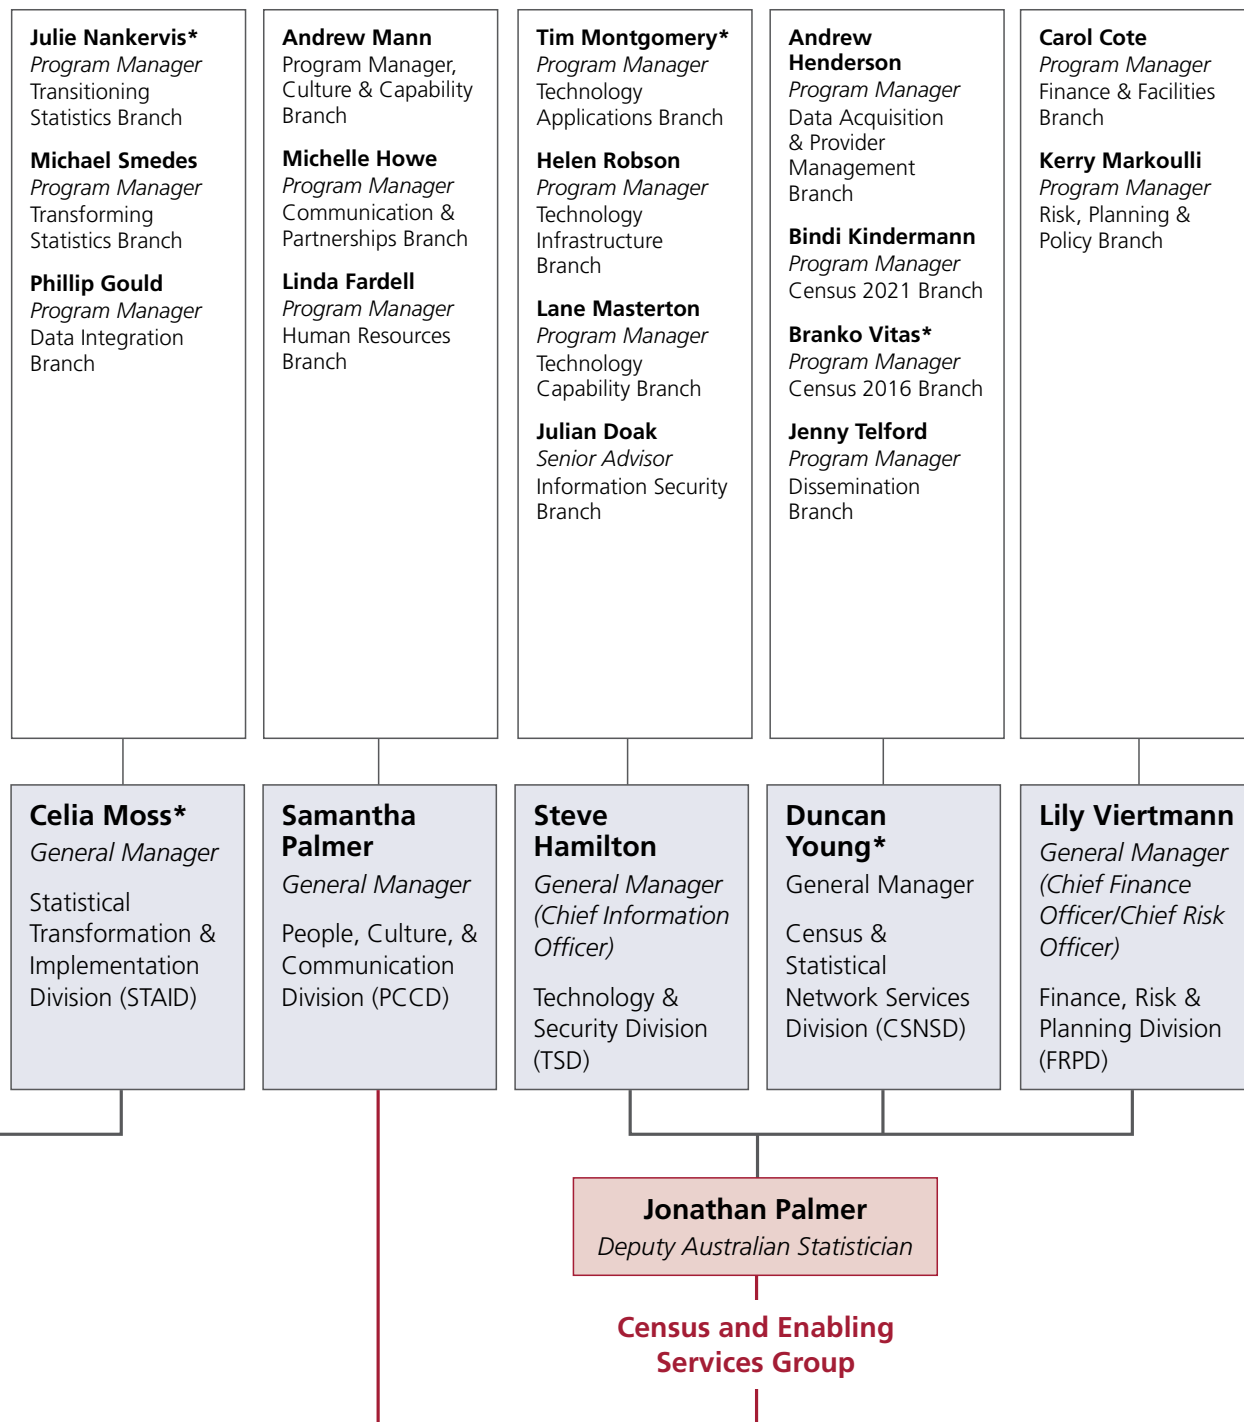 Julie Nankervis*
Program Manager
Transitioning
Statistics Branch
Michael Smedes
Program Manager
Transforming
Statistics Branch
Phillip Gould
Program Manager
Data Integration
Branch
Andrew Mann
Program Manager,
Culture & Capability
Branch
Michelle Howe
Program Manager
Communication &
Partnerships Branch
Linda Fardell
Program Manager
Human Resources
Branch
Tim Montgomery*
Program Manager
Technology
Applications Branch
Helen Robson
Program Manager
Technology
Infrastructure
Branch
Lane Masterton
Program Manager
Technology
Capability Branch
Julian Doak
Senior Advisor
Information Security
Branch
Andrew
Henderson
Program Manager
Data Acquisition
& Provider
Management
Branch
Bindi Kindermann
Program Manager
Census 2021 Branch
Branko Vitas*
Program Manager
Census 2016 Branch
Jenny Telford
Program Manager
Dissemination
Branch
Carol Cote
Program Manager
Finance & Facilities
Branch
Kerry Markoulli
Program Manager
Risk, Planning &
Policy Branch
Celia Moss*
General Manager
Statistical
Transformation &
Implementation
Division (STAID)
Samantha
Palmer
General Manager
People, Culture, &
Communication
Division (PCCD)
Steve
Hamilton
General Manager
(Chief Information
Officer)
Technology &
Security Division
(TSD)
Duncan
Young*
General Manager
Census &
Statistical
Network Services
Division (CSNSD)
Lily Viertmann
General Manager
(Chief Finance
Officer/Chief Risk
Officer)
Finance, Risk &
Planning Division
(FRPD)
Jonathan Palmer
Deputy Australian Statistician
Census and Enabling
Services Group